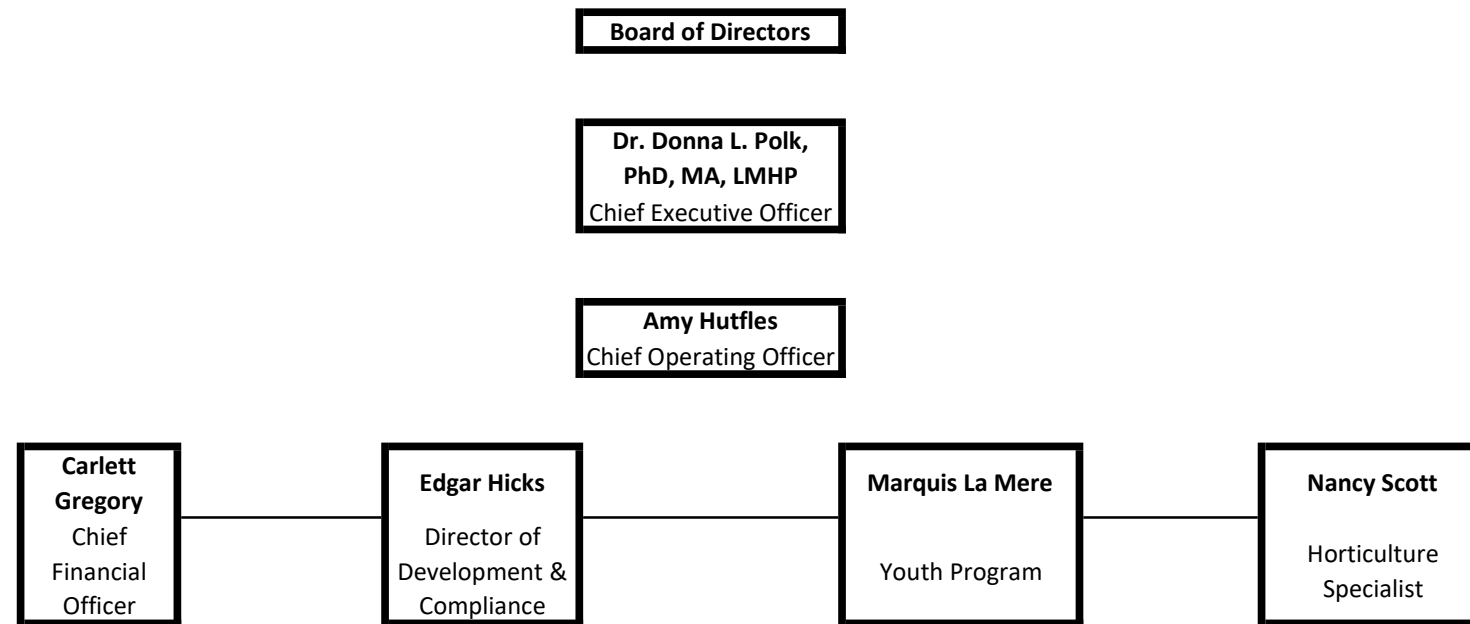 Board of Directors
Dr. Donna L. Polk,
PhD, MA, LMHP
Chief Executive Officer
Amy Hutfles
Chief Operating Officer
Carlett
Gregory
Chief
Financial
Officer
Edgar Hicks
Director of
Development &
Compliance
Marquis La Mere
Youth Program
Nancy Scott
Horticulture
Specialist